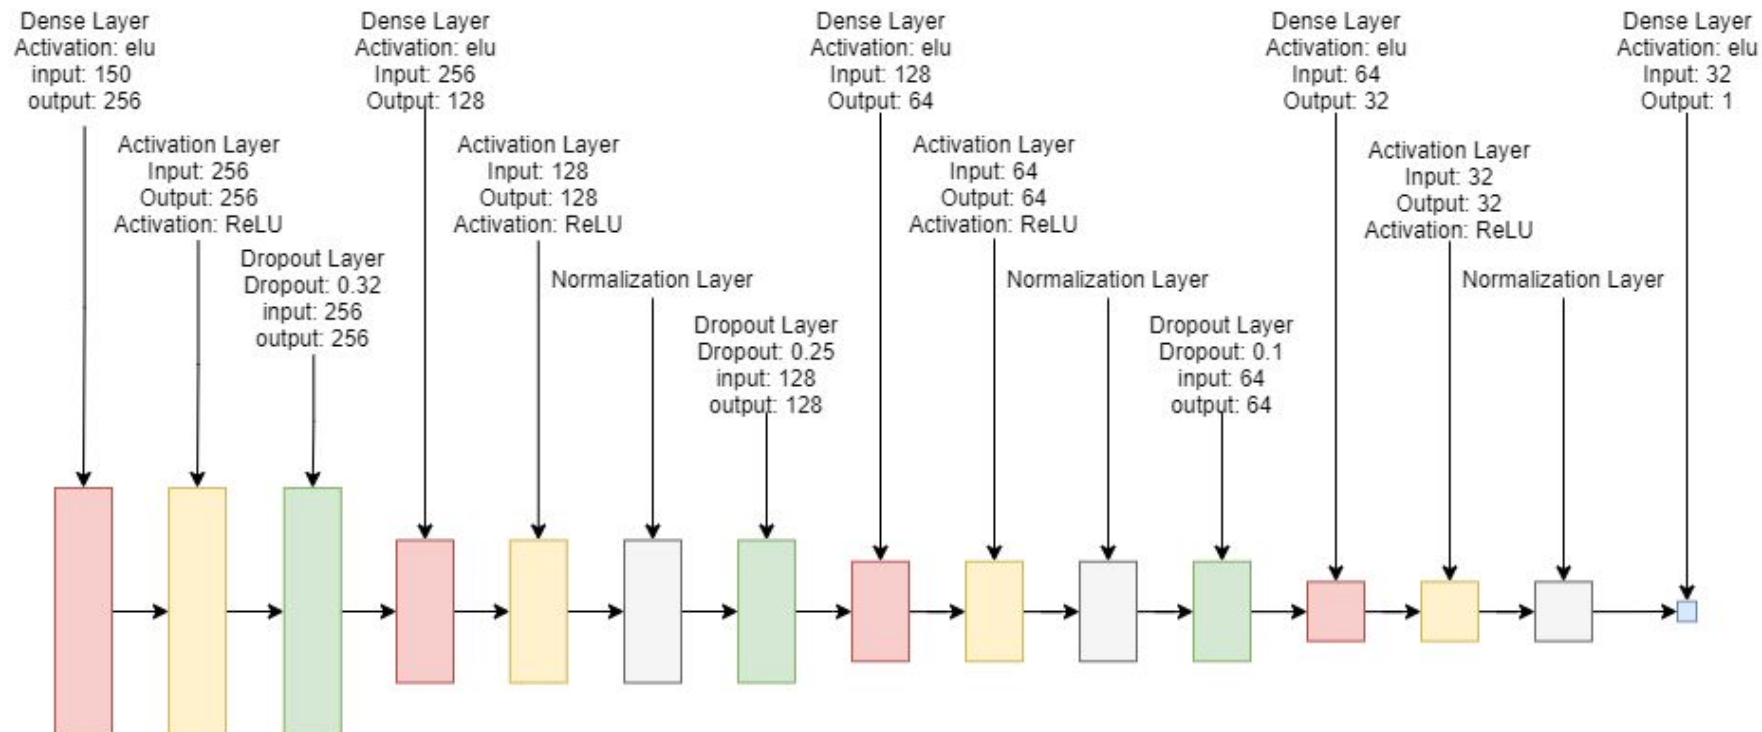 Dense Layer
Activation: elu
input: 150
output: 256
Activation Layer
Input: 256
Output: 256
Activation: ReLU
Dropout Layer
Dropout: 0.32
input: 256
output: 256
Dense Layer
Activation: elu
Input: 256
Output: 128
Activation Layer
Input: 128
Output: 128
Activation: ReLU
Normalization Layer
Dropout Layer
Dropout: 0.25
input: 128
output: 128
Dense Layer
Activation: elu
Input: 128
Output: 64
Activation Layer
Input: 64
Output: 64
Activation: ReLU
Normalization Layer
Dropout Layer
Dropout: 0.1
input: 64
output: 64
Dense Layer
Activation: elu
Input: 64
Output: 32
Activation Layer
Input: 32
Output: 32
Activation: ReLU
Normalization Layer
Dense Layer
Activation: elu
Input: 32
Output: 1